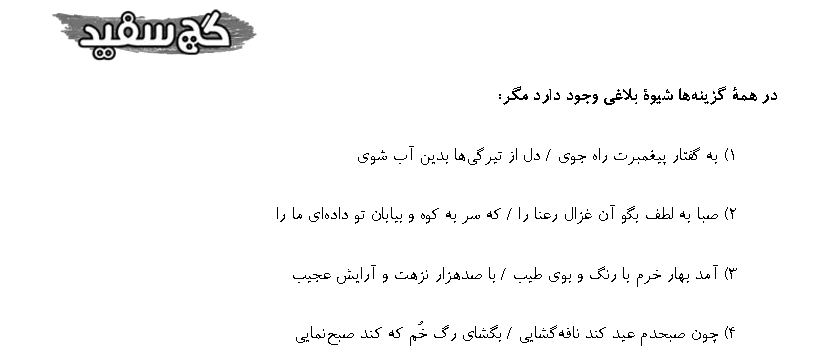 گچ سفید
در همهٔ گزینه‌ها شیوهٔ بلاغی وجود دارد مگر:
۱) به گفتار پیغمبرت راه جوی / دل از تیرگی‌ها بدین آب شوی
۲) صبا به لطف بگو آن غزال رعنا را / که سر به کوه و بیابان تو داده‌ای ما را
۳) آمد بهار خرم با رنگ و بوی طیب / با صدهزار نزهت و آرایش عجیب
۴) چون صبحدم عید کند نافه‌گشایی / بگشای رگ خُم که کند صبح‌نمایی